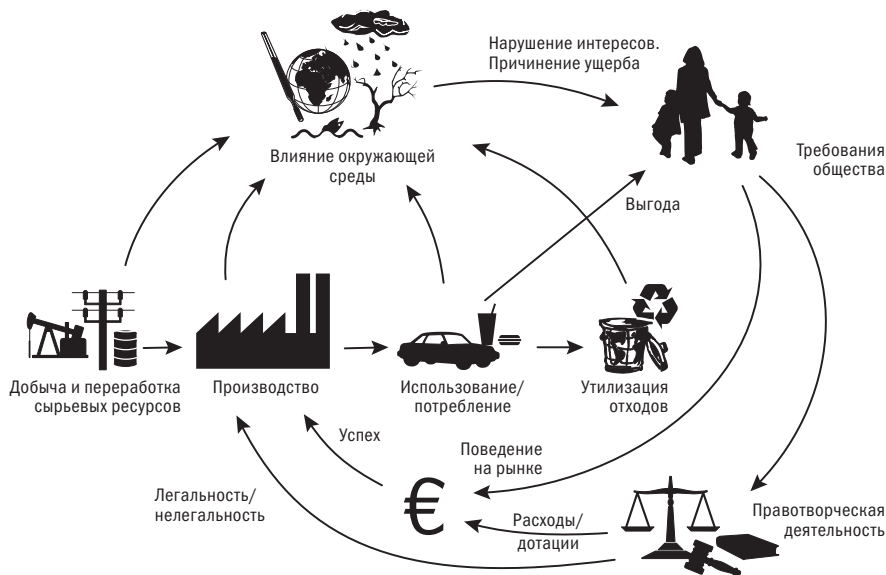 Нарушение интересов.
Причинение ущерба
Влияние окружающей
среды
Требования
общества
Выгода
Добыча и переработка
сырьевых ресурсов
Производство
Использование/
потребление
Утилизация
отходов
Успех
Поведение
на рынке
Легальность/
нелегальность
€
Расходы/
дотации
Правотворческая
деятельность